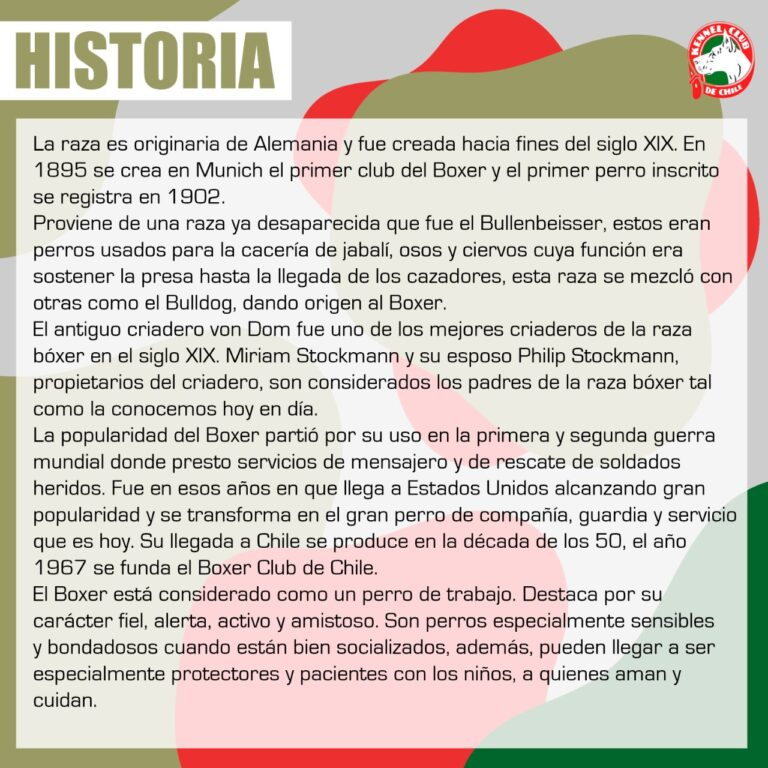 HISTORIA
KENNEL CLUB
DE CHILE
La raza es originaria de Alemania y fue creada hacia fines del siglo XIX. En
1895 se crea en Munich el primer club del Boxer y el primer perro inscrito
se registra en 1902.
Proviene de una raza ya desaparecida que fue el Bullenbeisser, estos eran
perros usados para la cacería de jabalí, osos y ciervos cuya función era
sostener la presa hasta la llegada de los cazadores, esta raza se mezcló con
otras como el Bulldog, dando origen al Boxer.
El antiguo criadero von Dom fue uno de los mejores criaderos de la raza
bóxer en el siglo XIX. Miriam Stockmann y su esposo Philip Stockmann,
propietarios del criadero, son considerados los padres de la raza bóxer tal
como la conocemos hoy en día.
La popularidad del Boxer partió por su uso en la primera y segunda guerra
mundial donde presto servicios de mensajero y de rescate de soldados
heridos. Fue en esos años en que llega a Estados Unidos alcanzando gran
popularidad y se transforma en el gran perro de compañía, guardia y servicio
que es hoy. Su llegada a Chile se produce en la década de los 50, el año
1967 se funda el Boxer Club de Chile.
El Boxer está considerado como un perro de trabajo. Destaca por su
carácter fiel, alerta, activo y amistoso. Son perros especialmente sensibles
y bondadosos cuando están bien socializados, además, pueden llegar a ser
especialmente protectores y pacientes con los niños, a quienes aman y
cuidan.